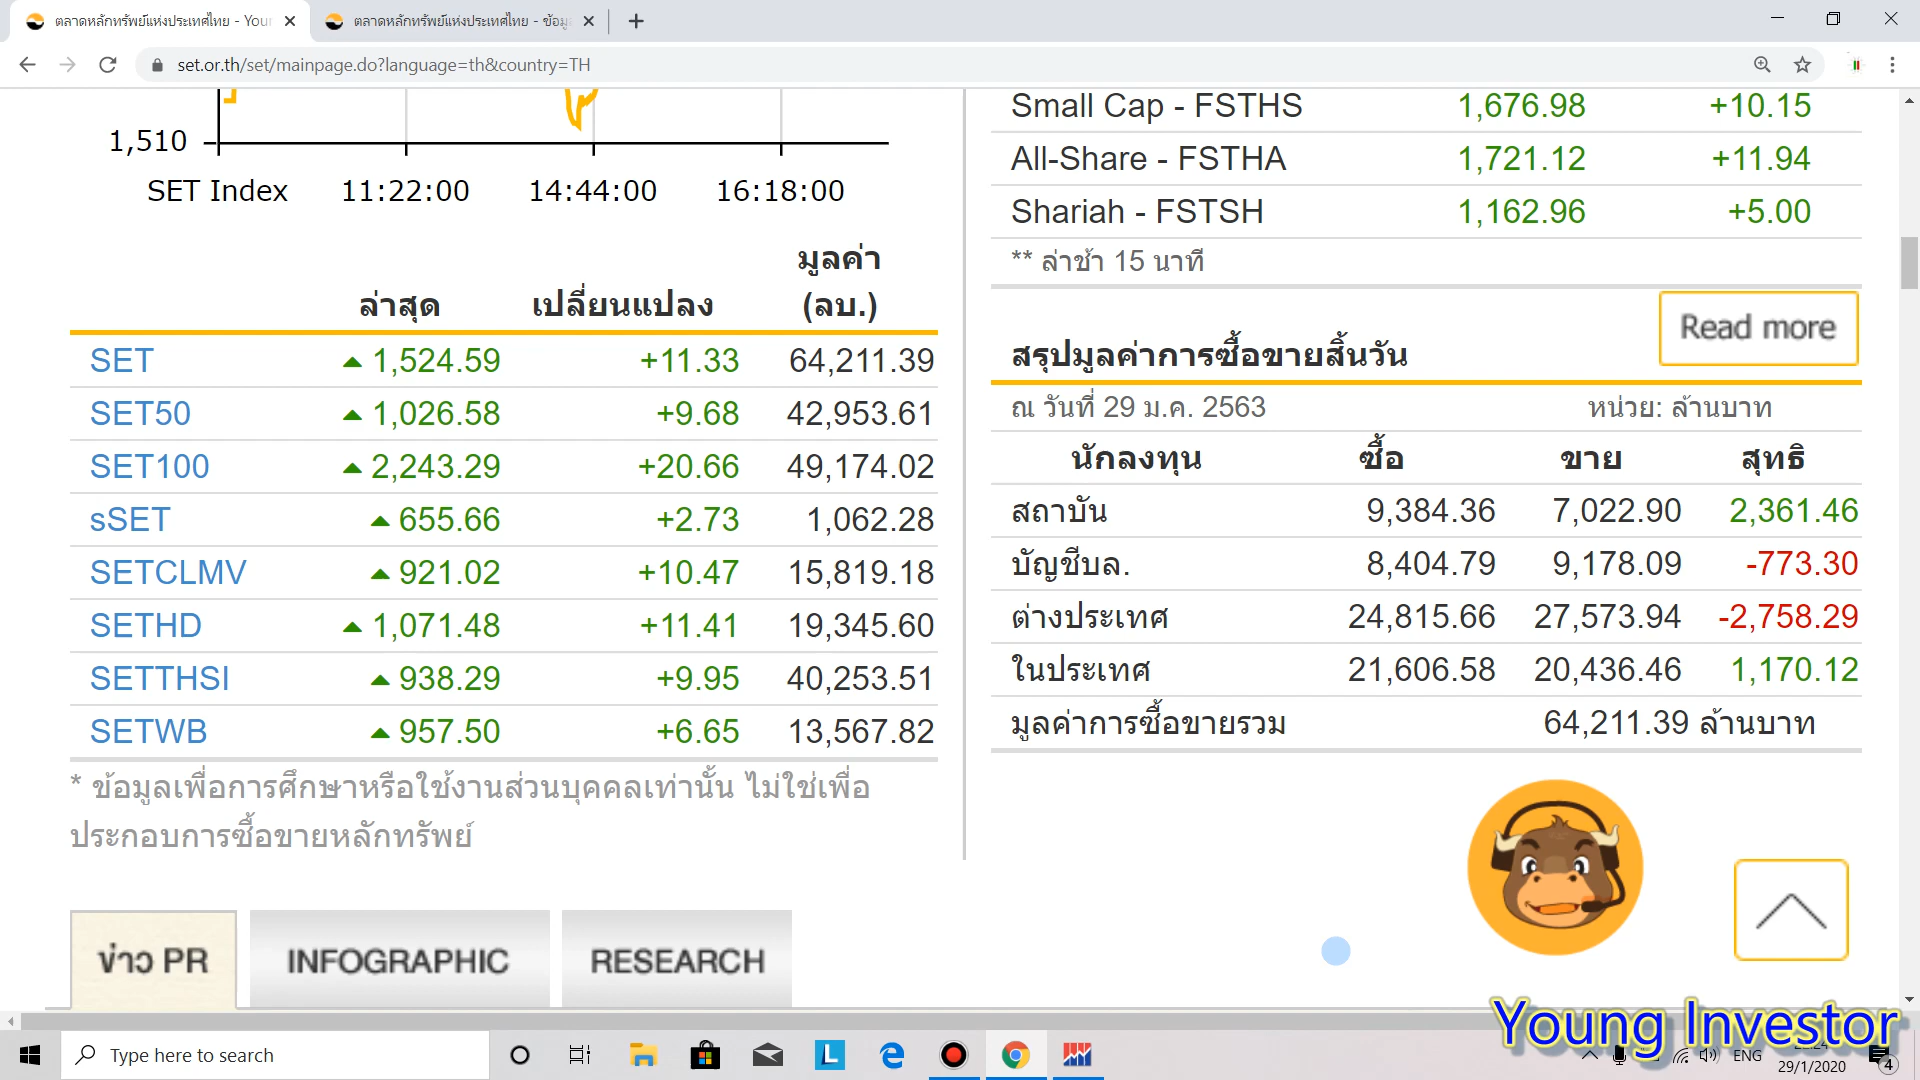 ตลาดหลักทรัพย์แห่งประเทศไทย - Your
ตลาดหลักทรัพย์แห่งประเทศไทย - ข้อมู
set.or.th/set/mainpage.do?language=th&country=TH
1,510
SET Index 11:22:00 14:44:00 16:18:00
ล่าสุด เปลี่ยนแปลง มูลค่า (ลบ.)
SET 1,524.59 +11.33 64,211.39
SET50 1,026.58 +9.68 42,953.61
SET100 2,243.29 +20.66 49,174.02
sSET 655.66 +2.73 1,062.28
SETCLMV 921.02 +10.47 15,819.18
SETHD 1,071.48 +11.41 19,345.60
SETTHSI 938.29 +9.95 40,253.51
SETWB 957.50 +6.65 13,567.82
* ข้อมูลเพื่อการศึกษาหรือใช้งานส่วนบุคคลเท่านั้น ไม่ใช่เพื่อ
ประกอบการซื้อขายหลักทรัพย์
Small Cap - FSTHS 1,676.98 +10.15
All-Share - FSTHA 1,721.12 +11.94
Shariah - FSTSH 1,162.96 +5.00
** ล่าช้า 15 นาที
Read more
สรุปมูลค่าการซื้อขายสิ้นวัน
ณ วันที่ 29 ม.ค. 2563 หน่วย: ล้านบาท
นักลงทุน ซื้อ ขาย สุทธิ
สถาบัน 9,384.36 7,022.90 2,361.46
บัญชีบล. 8,404.79 9,178.09 -773.30
ต่างประเทศ 24,815.66 27,573.94 -2,758.29
ในประเทศ 21,606.58 20,436.46 1,170.12
มูลค่าการซื้อขายรวม 64,211.39 ล้านบาท
ข่าว PR INFOGRAPHIC RESEARCH
Young Investor
Type here to search
L
ENG
29/1/2020
4